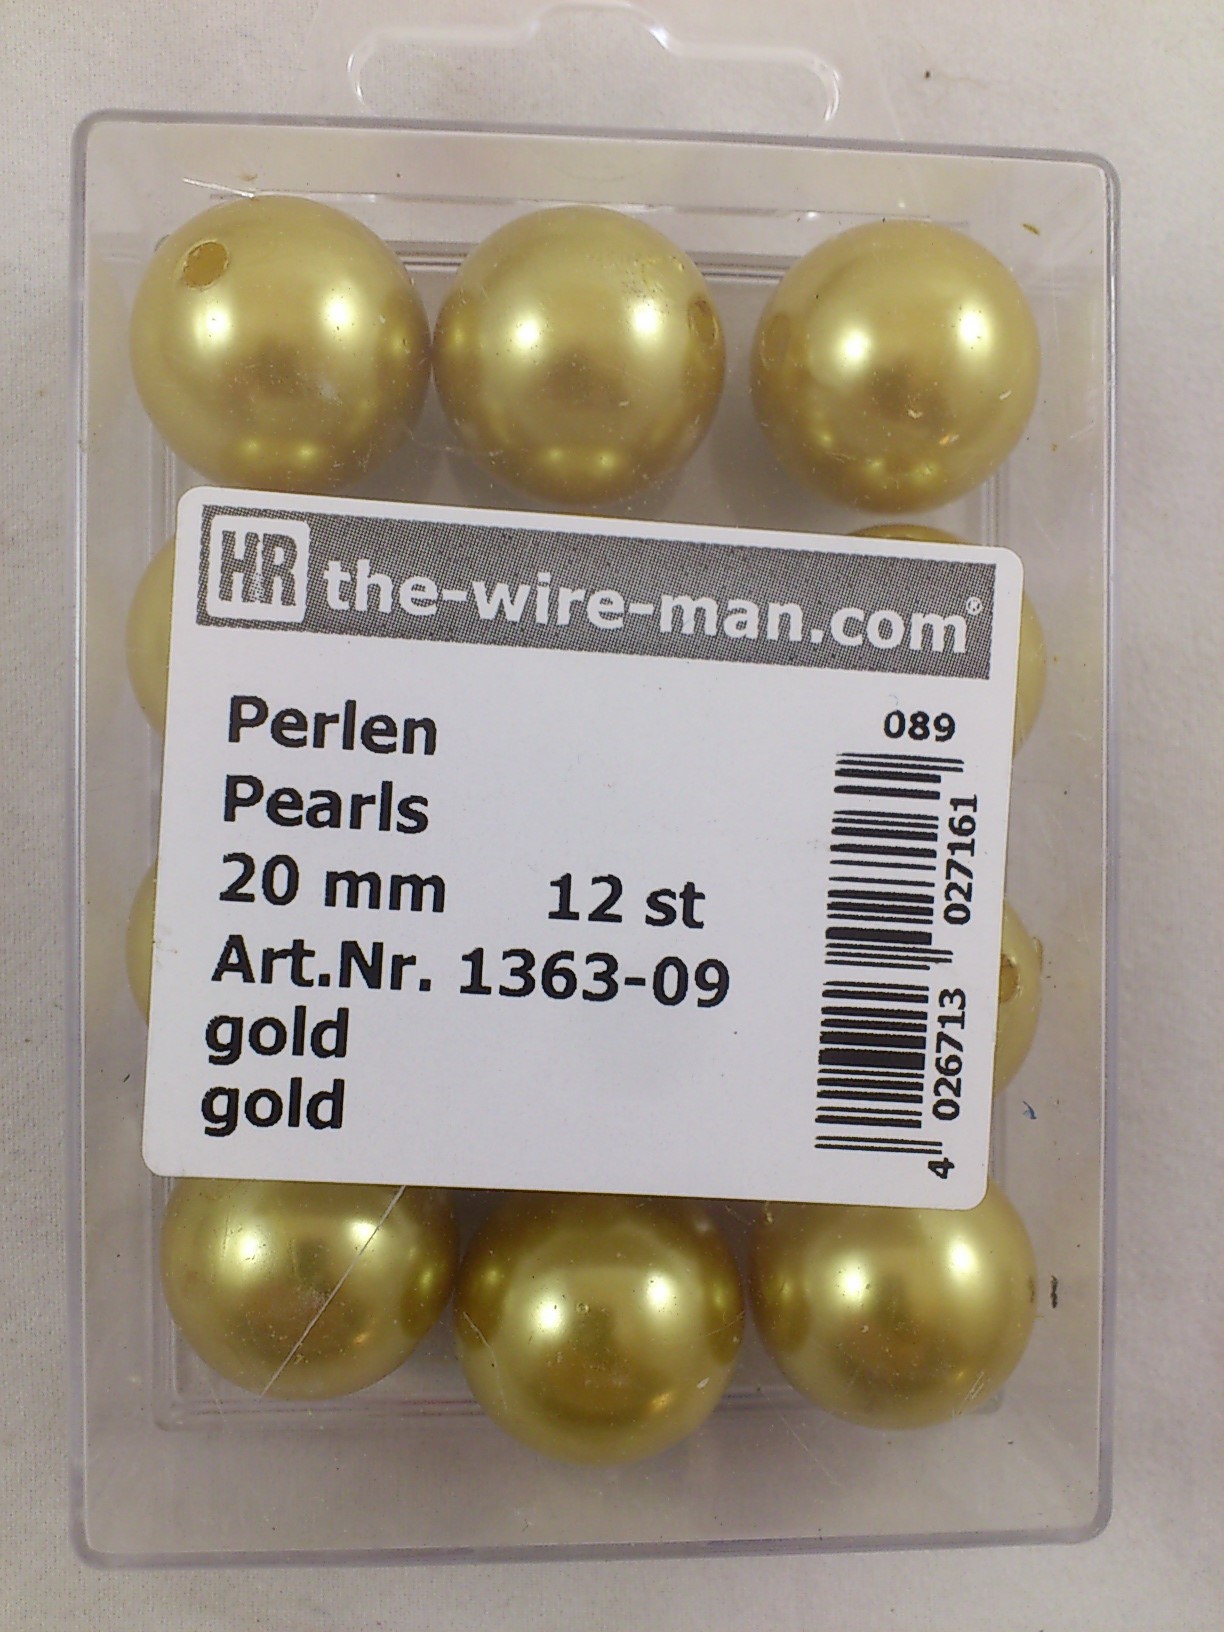 HR the-wire-man.com®
Perlen
Pearls
20 mm 12 st
Art.Nr. 1363-09
gold
gold
089
4 026713 027161